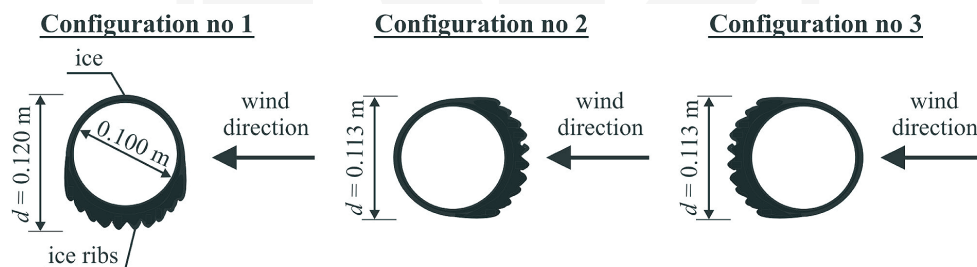 Configuration no 1
ice
0.100 m
d = 0.120 m
wind
direction
ice ribs
Configuration no 2
d = 0.113 m
wind
direction
Configuration no 3
d = 0.113 m
wind
direction